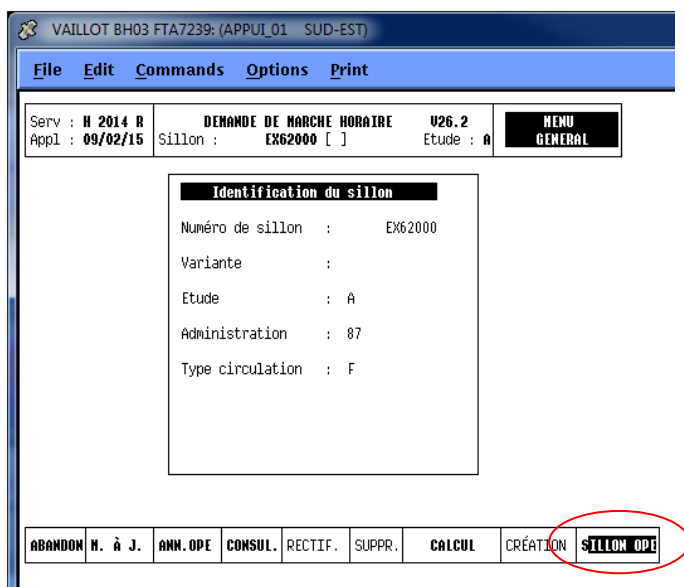 VAILLOT BH03 FTA7239: (APPUI_01 SUD-EST)
File Edit Commands Options Print
Serv : H 2014 R DEMANDE DE MARCHE HORAIRE V26.2 MENU
Appl : 09/02/15 Sillon : EX62000 [ ] Etude : A GENERAL
Identification du sillon
Numéro de sillon : EX62000
Variante :
Etude : A
Administration : 87
Type circulation : F
ABANDON M. à J. ANN.OPE CONSUL. RECTIF. SUPPR. CALCUL CRÉATION SILLON OPE